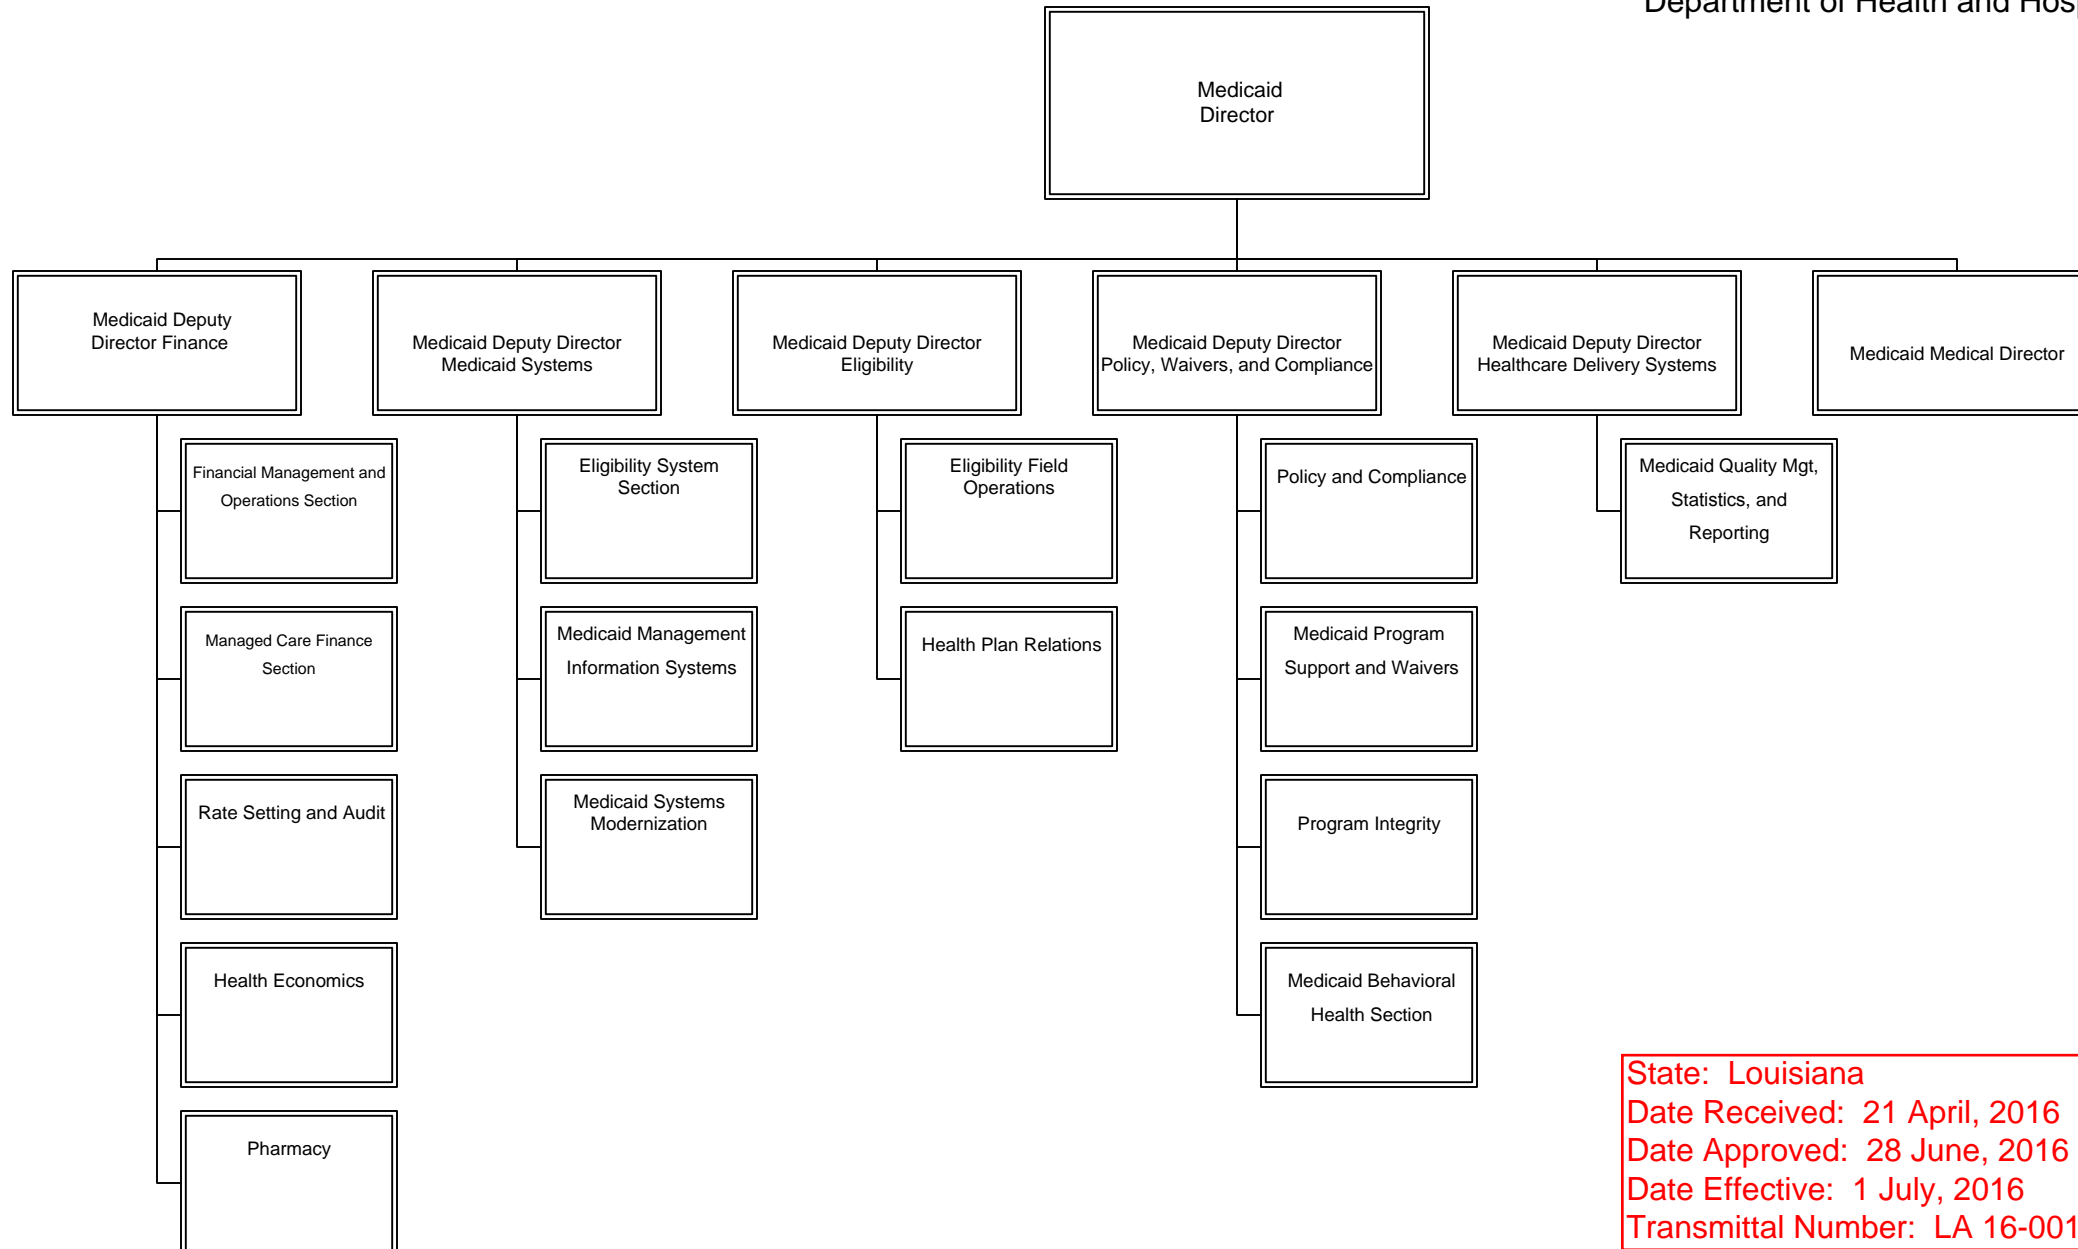 Department of Health and Hosp
Medicaid
Director
Medicaid Deputy
Director Finance
Medicaid Deputy Director
Medicaid Systems
Medicaid Deputy Director
Eligibility
Medicaid Deputy Director
Policy, Waivers, and Compliance
Medicaid Deputy Director
Healthcare Delivery Systems
Medicaid Medical Director
Financial Management and
Operations Section
Eligibility System
Section
Eligibility Field
Operations
Policy and Compliance
Medicaid Quality Mgt,
Statistics, and
Reporting
Managed Care Finance
Section
Medicaid Management
Information Systems
Health Plan Relations
Medicaid Program
Support and Waivers
Rate Setting and Audit
Medicaid Systems
Modernization
Program Integrity
Health Economics
Medicaid Behavioral
Health Section
Pharmacy
State: Louisiana
Date Received: 21 April, 2016
Date Approved: 28 June, 2016
Date Effective: 1 July, 2016
Transmittal Number: LA 16-001